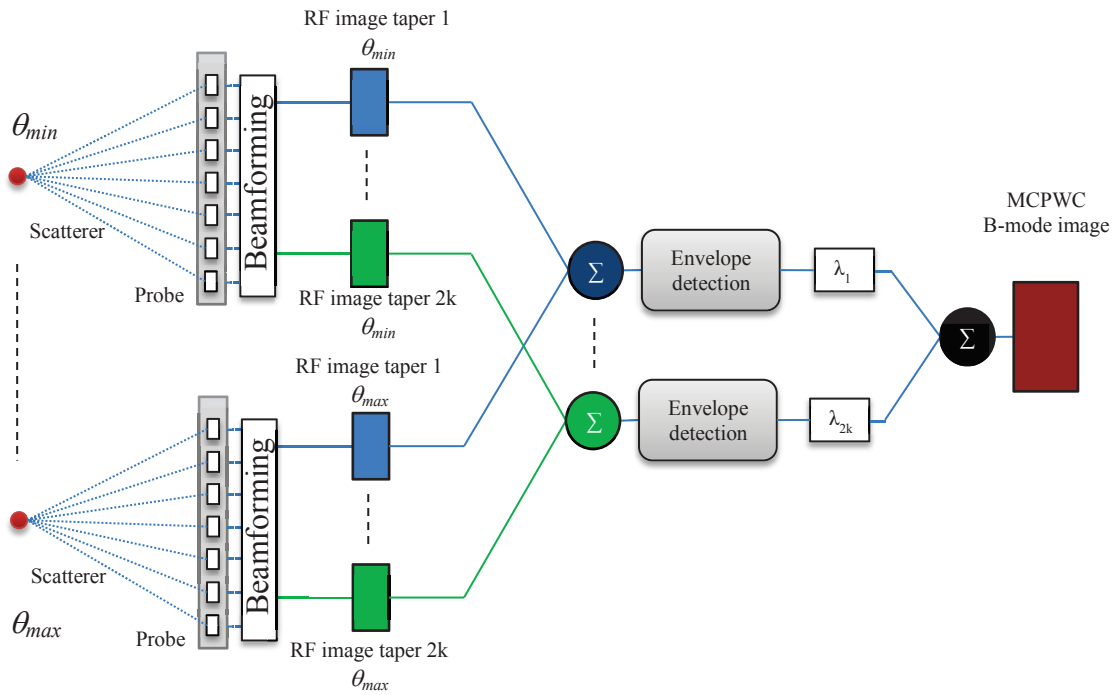 RF image taper 1
θmin
θmin
Scatterer
Probe
Beamforming
RF image taper 2k
θmin
RF image taper 1
θmax
Scatterer
θmax
Probe
Beamforming
RF image taper 2k
θmax
Σ
Σ
Envelope
detection
Envelope
detection
λ1
λ2k
Σ
MCPWC
B-mode image